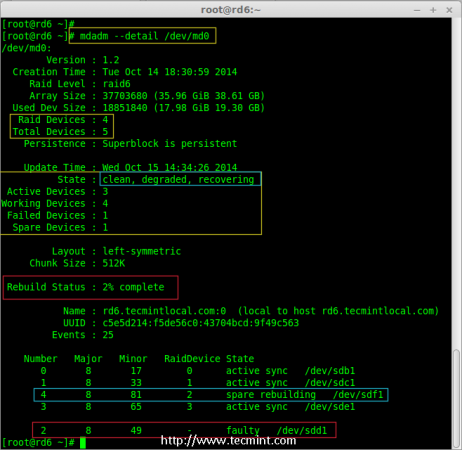 root@rd6:~
[root@rd6 ~]#
[root@rd6 ~]# mdadm --detail /dev/md0
/dev/md0:
Version : 1.2
Creation Time : Tue Oct 14 18:30:59 2014
Raid Level : raid6
Array Size : 37703680 (35.96 GiB 38.61 GB)
Used Dev Size : 18851840 (17.98 GiB 19.30 GB)
Raid Devices : 4
Total Devices : 5
Persistence : Superblock is persistent
Update Time : Wed Oct 15 14:34:26 2014
State : clean, degraded, recovering
Active Devices : 3
Working Devices : 4
Failed Devices : 1
Spare Devices : 1
Layout : left-symmetric
Chunk Size : 512K
Rebuild Status : 2% complete
Name : rd6.tecmintlocal.com:0 (local to host rd6.tecmintlocal.com)
UUID : c5e5d214:f5de56c0:43704bcd:9f49c563
Events : 25
Number Major Minor RaidDevice State
0 8 17 0 active sync /dev/sdb1
1 8 33 1 active sync /dev/sdc1
4 8 81 2 spare rebuilding /dev/sdf1
3 8 65 3 active sync /dev/sde1
2 8 49 - faulty /dev/sdd1
[root@rd6 ~]#
http://www.tecmint.com